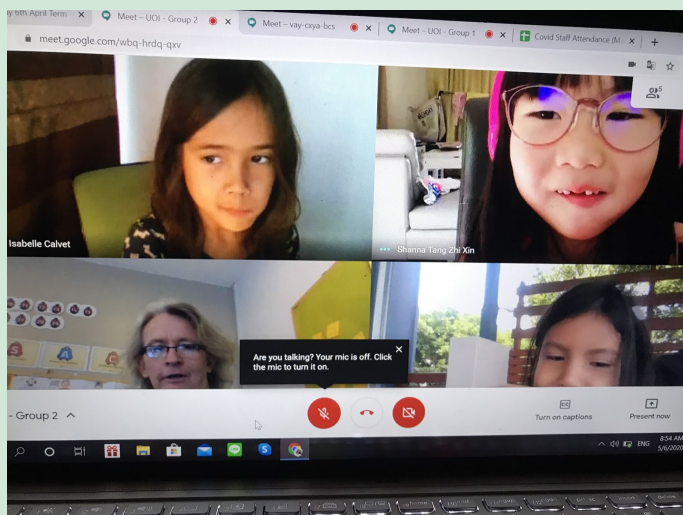 6th April Term
Meet – UOI - Group 2
Meet – vay-cxya-bcs
Meet – UOI - Group 1
Covid Staff Attendance (M
meet.google.com/wbq-hrdq-qxv
5
Isabelle Calvet
Shanna Tang Zhi Xin
S
A
Are you talking? Your mic is off. Click
the mic to turn it on.
- Group 2
Turn on captions
Present now
ENG
8:54 AM
5/6/2020